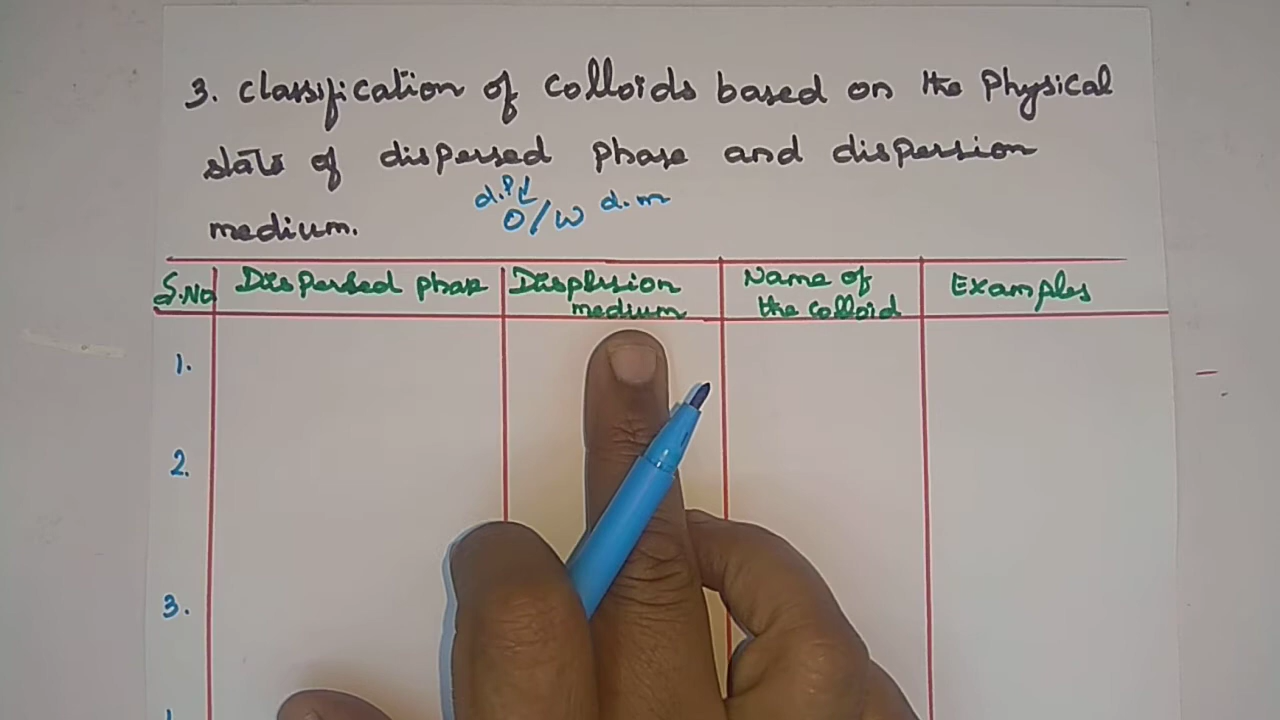 3. Classification of Colloids based on the Physical
state of dispersed phase and dispersion
medium.
d.P d.m
O/W
S.No Dispersed phase Dispersion medium Name of the Colloid Examples
1.
2.
3.